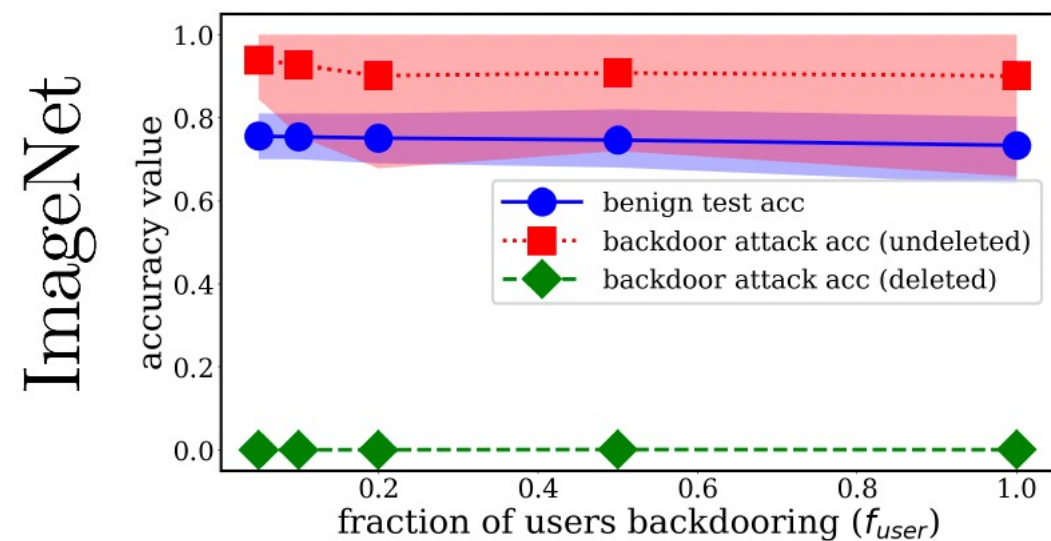 ImageNet
accuracy value
1.0
0.8
0.6
0.4
0.2
0.0
benign test acc
backdoor attack acc (undeleted)
backdoor attack acc (deleted)
0.2 0.4 0.6 0.8 1.0
fraction of users backdooring (f_user)